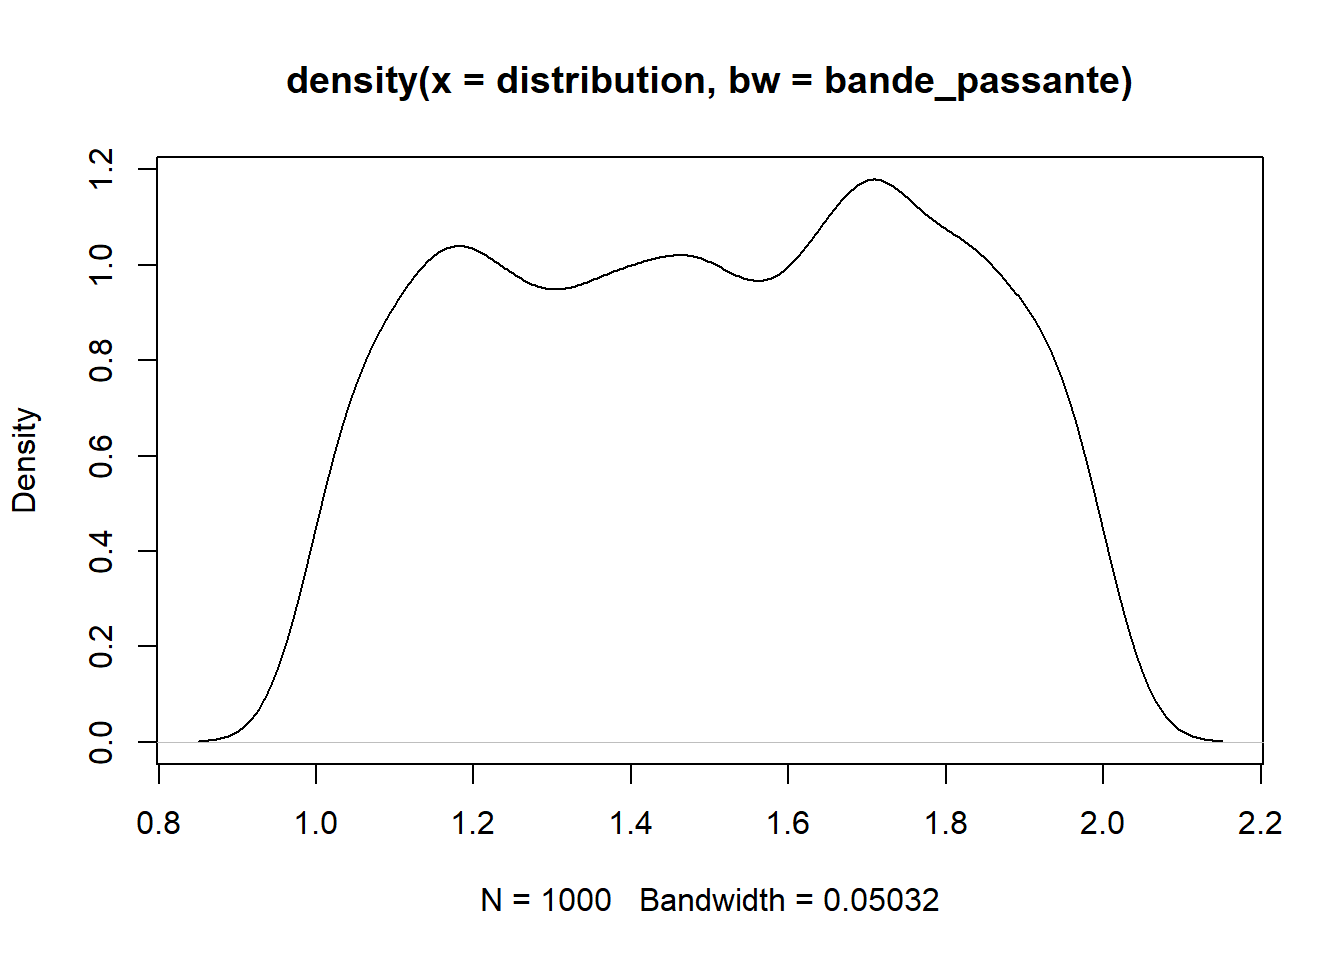 density(x = distribution, bw = bande_passante)
Density
1.2
1.0
0.8
0.6
0.4
0.2
0.0
0.8 1.0 1.2 1.4 1.6 1.8 2.0 2.2
N = 1000 Bandwidth = 0.05032